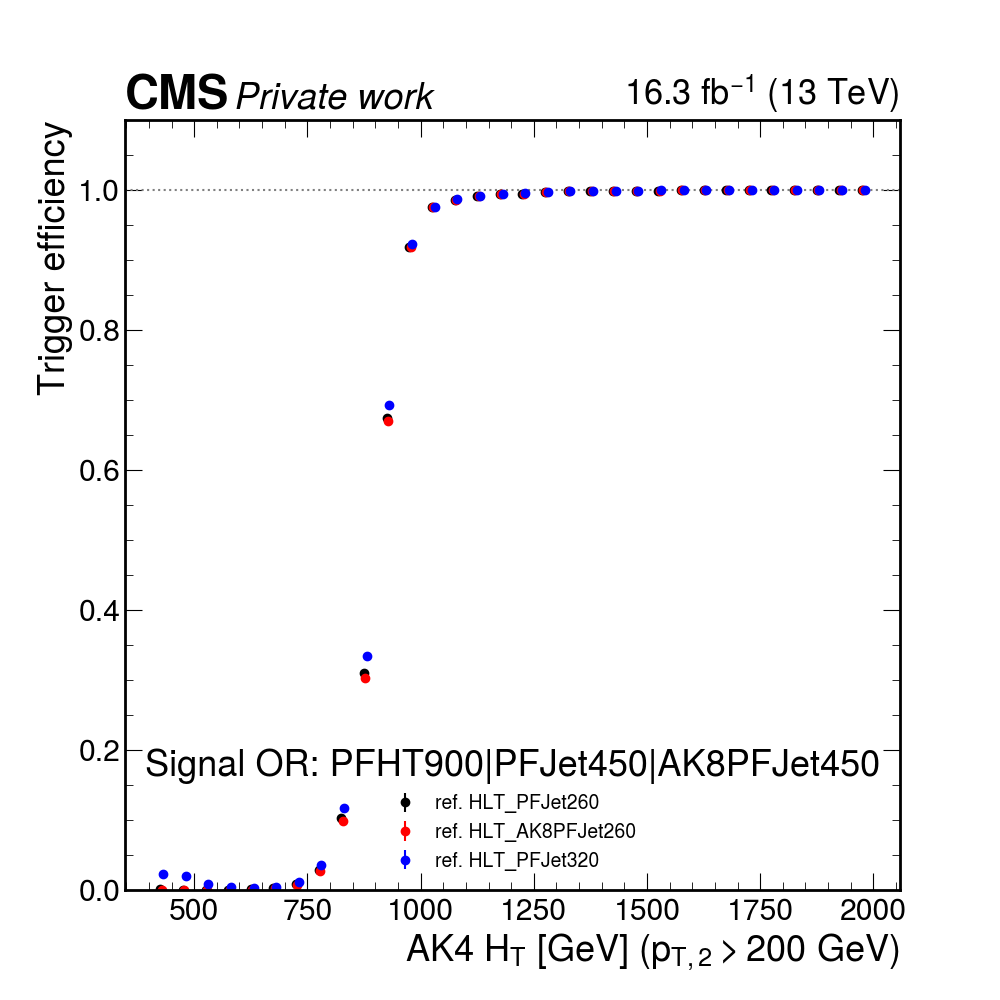 CMS Private work 16.3 fb⁻¹ (13 TeV)
Trigger efficiency
1.0
0.8
0.6
0.4
0.2
0.0
Signal OR: PFHT900|PFJet450|AK8PFJet450
ref. HLT_PFJet260
ref. HLT_AK8PFJet260
ref. HLT_PFJet320
500 750 1000 1250 1500 1750 2000
AK4 H_T [GeV] (p_T, 2 > 200 GeV)